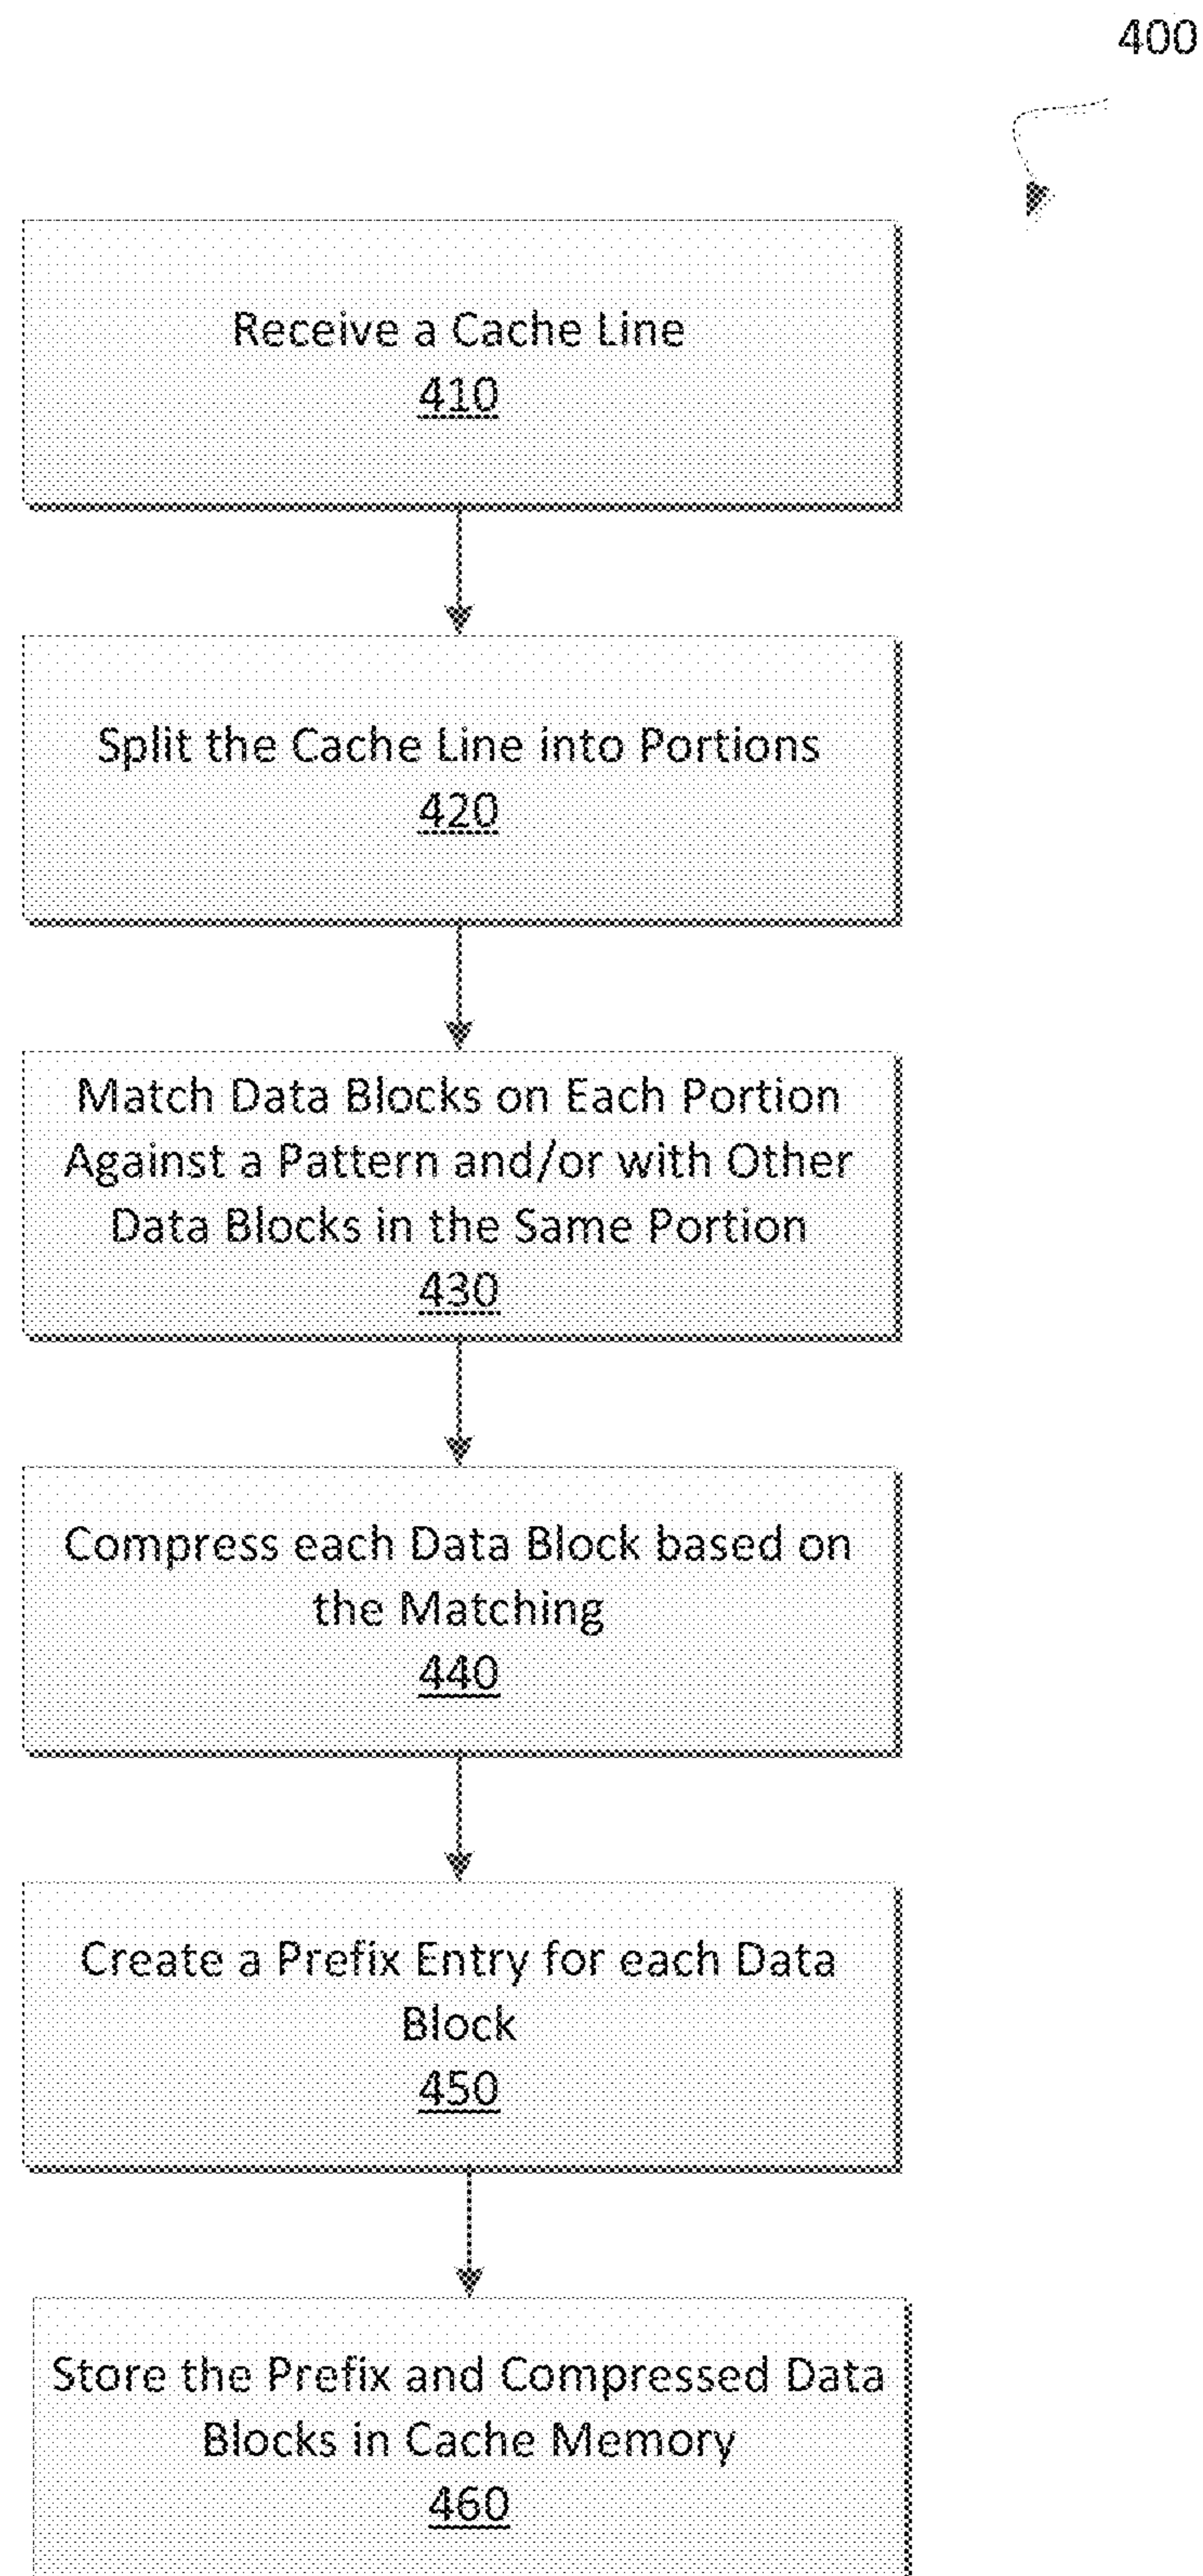 400
Receive a Cache Line
410
Split the Cache Line into Portions
420
Match Data Blocks on Each Portion
Against a Pattern and/or with Other
Data Blocks in the Same Portion
430
Compress each Data Block based on
the Matching
440
Create a Prefix Entry for each Data
Block
450
Store the Prefix and Compressed Data
Blocks in Cache Memory
460